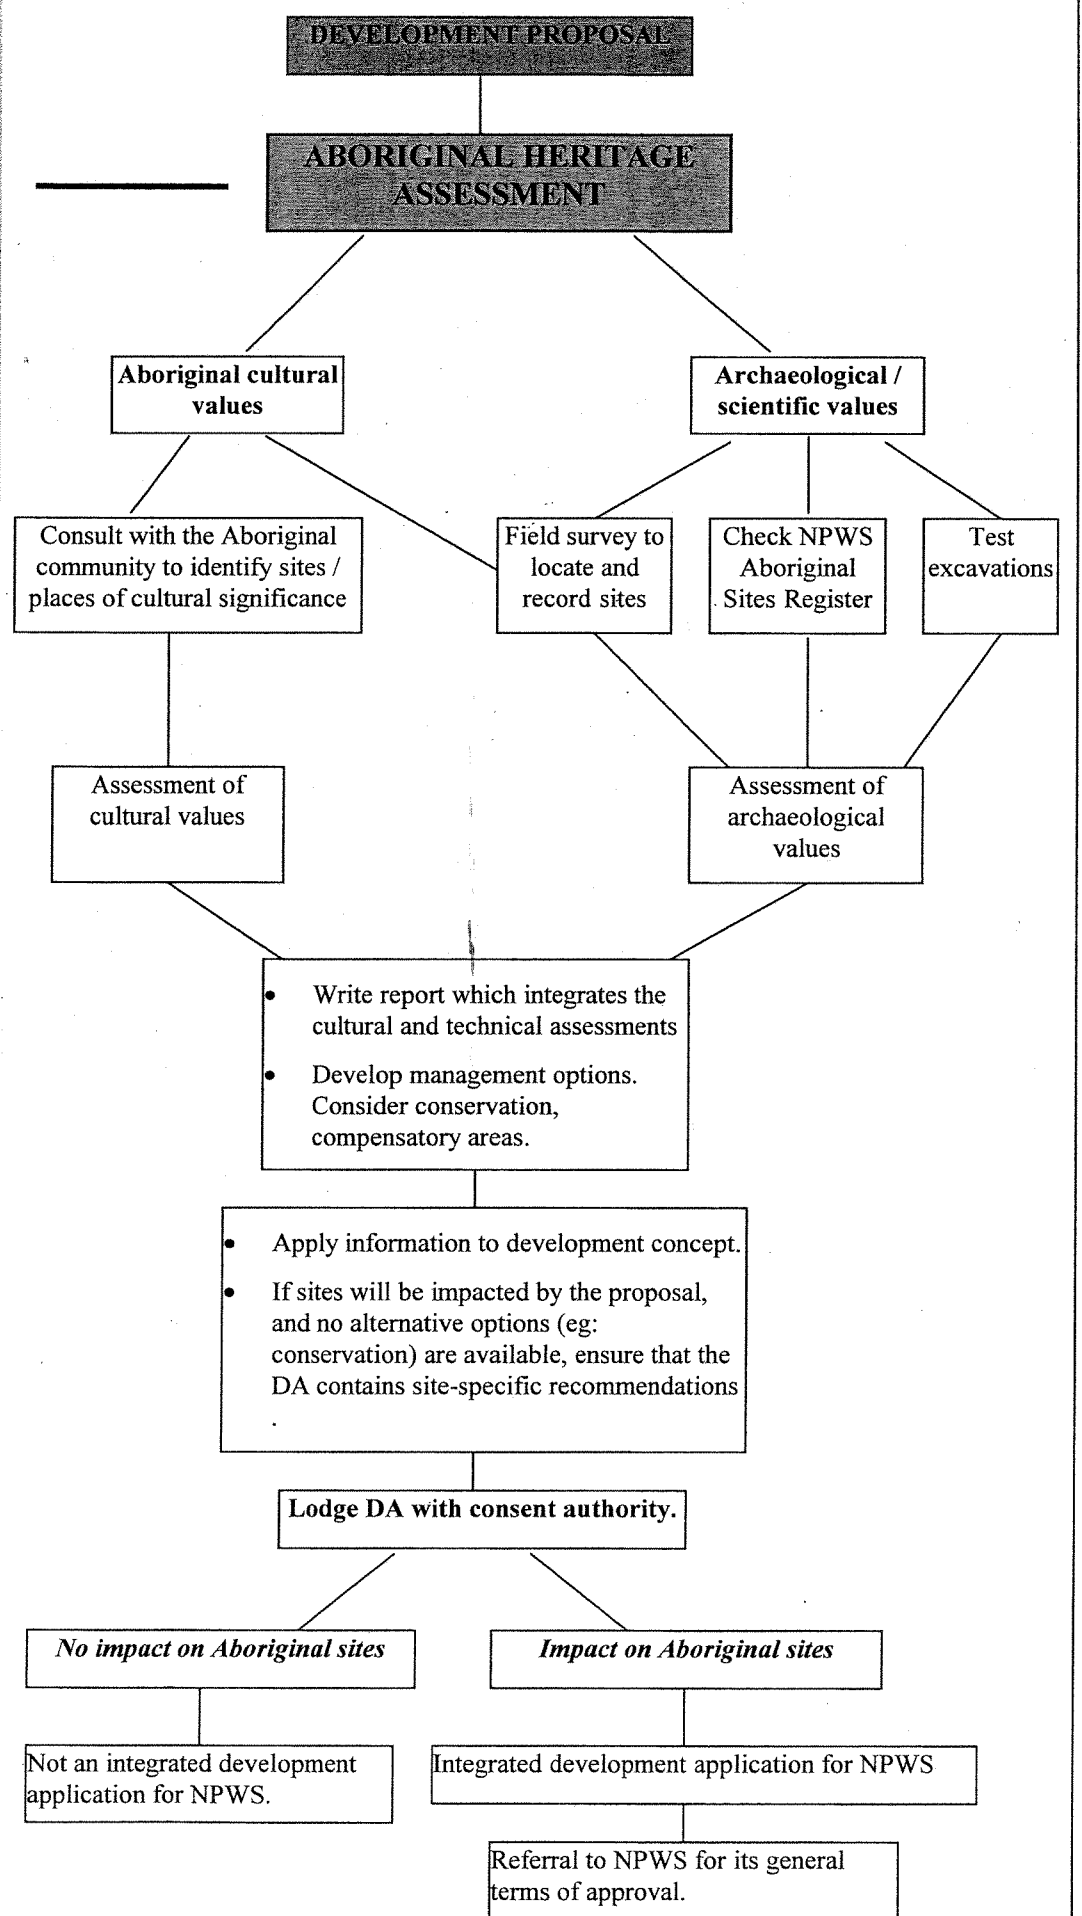 DEVELOPMENT PROPOSAL
ABORIGINAL HERITAGE
ASSESSMENT
Aboriginal cultural
values
Archaeological /
scientific values
Consult with the Aboriginal
community to identify sites /
places of cultural significance
Field survey to
locate and
record sites
Check NPWS
Aboriginal
Sites Register
Test
excavations
Assessment of
cultural values
Assessment of
archaeological
values
• Write report which integrates the
cultural and technical assessments
• Develop management options.
Consider conservation,
compensatory areas.
• Apply information to development concept.
• If sites will be impacted by the proposal,
and no alternative options (eg:
conservation) are available, ensure that the
DA contains site-specific recommendations
.
Lodge DA with consent authority.
No impact on Aboriginal sites
Impact on Aboriginal sites
Not an integrated development
application for NPWS.
Integrated development application for NPWS
Referral to NPWS for its general
terms of approval.